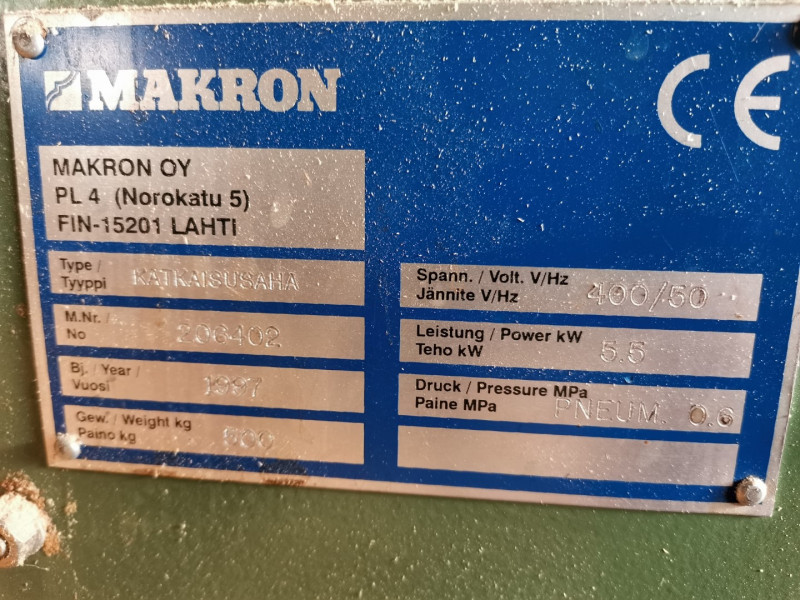 MAKRON
CE
MAKRON OY
PL 4 (Norokatu 5)
FIN-15201 LAHTI
Type /
Tyyppi KATKAISUSAHA
M.Nr. /
No 206402
Bj. / Year /
Vuosi 1997
Gew. / Weight kg
Paino kg 500
Spann. / Volt. V/Hz
Jännite V/Hz 400/50
Leistung / Power kW
Teho kW 5.5
Druck / Pressure MPa
Paine MPa PNEUM. 0.6